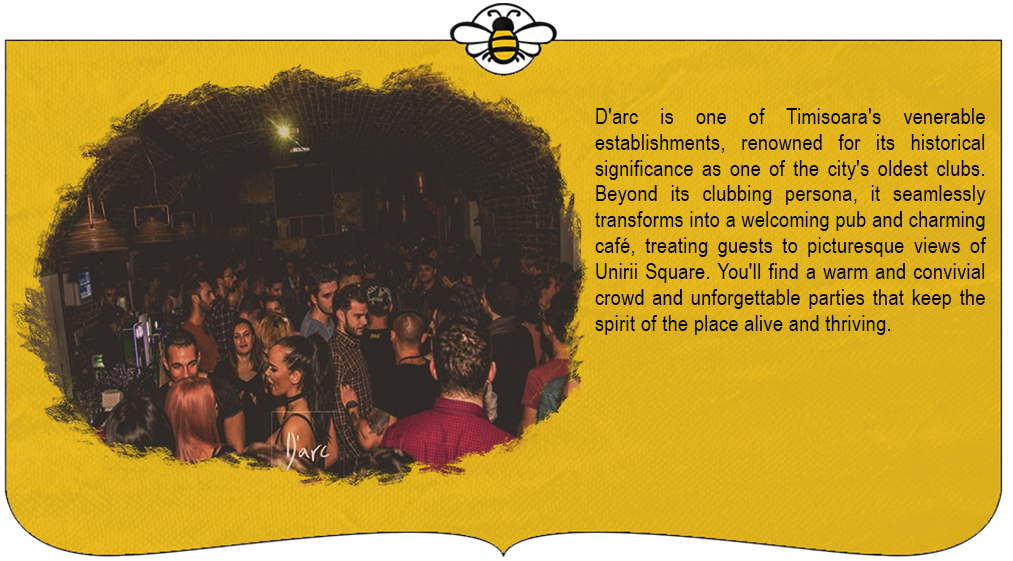 D'arc is one of Timisoara's venerable
establishments, renowned for its historical
significance as one of the city's oldest clubs.
Beyond its clubbing persona, it seamlessly
transforms into a welcoming pub and charming
café, treating guests to picturesque views of
Unirii Square. You'll find a warm and convivial
crowd and unforgettable parties that keep the
spirit of the place alive and thriving.
D'arc